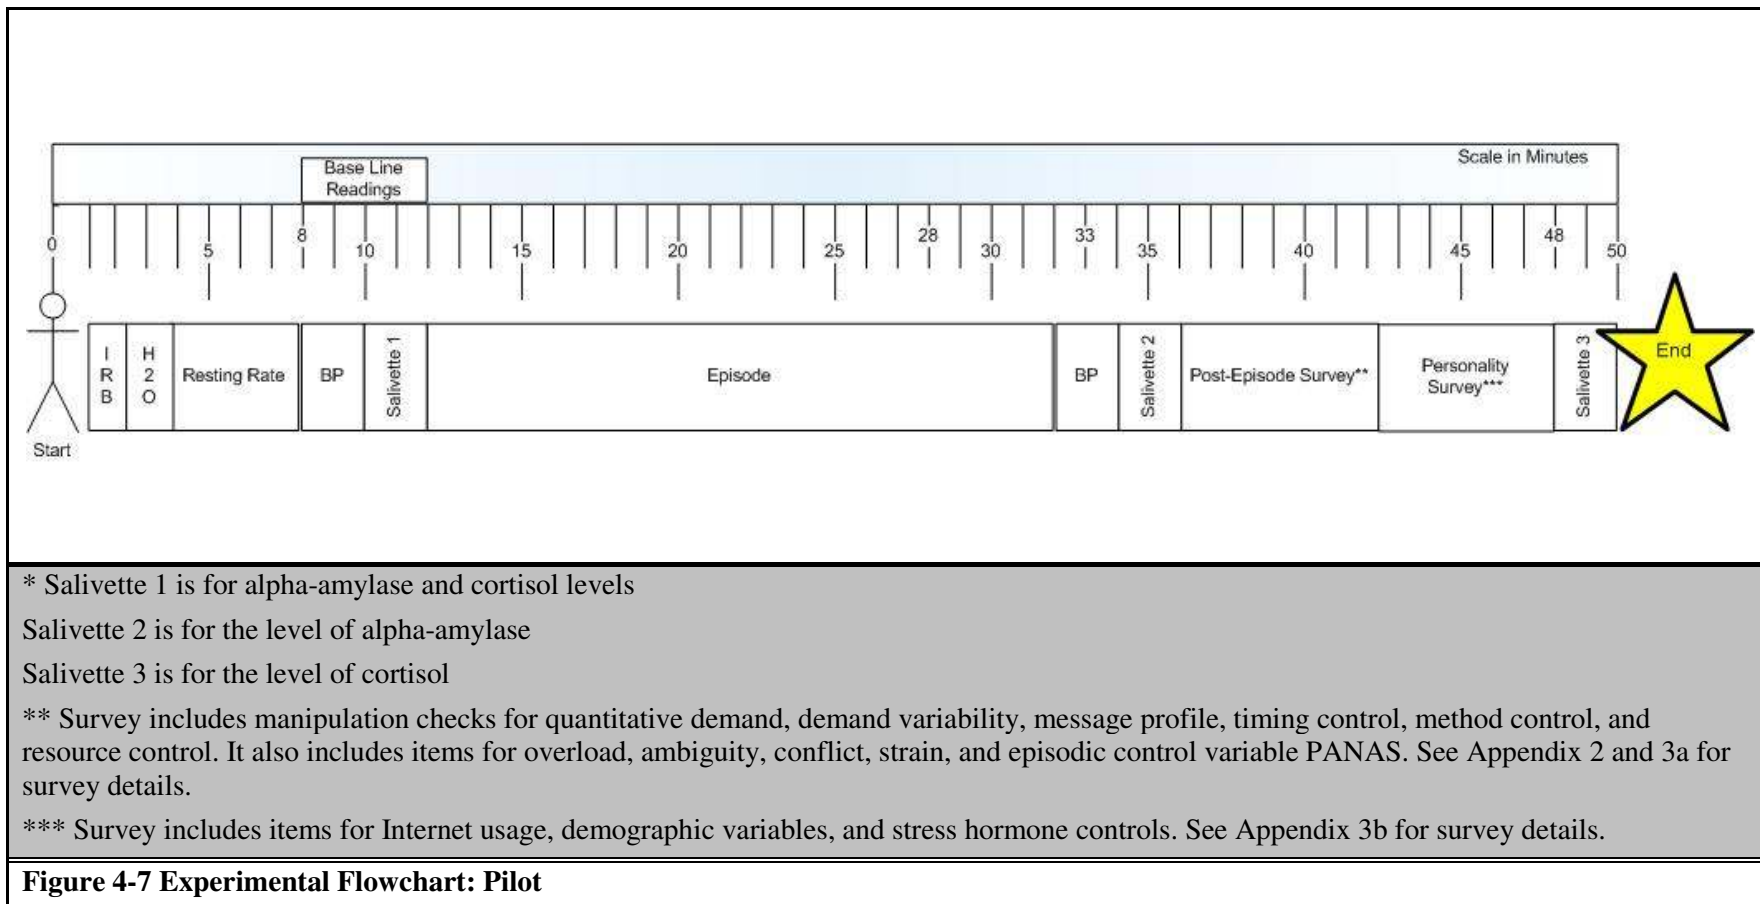 Scale in Minutes
Base Line
Readings
0
5
8
10
15
20
25
28
30
33
35
40
45
48
50
Start
I
R
B
H
2
O
Resting Rate
BP
Salivette 1
Episode
BP
Salivette 2
Post-Episode Survey**
Personality
Survey***
Salivette 3
End
* Salivette 1 is for alpha-amylase and cortisol levels
Salivette 2 is for the level of alpha-amylase
Salivette 3 is for the level of cortisol
** Survey includes manipulation checks for quantitative demand, demand variability, message profile, timing control, method control, and
resource control. It also includes items for overload, ambiguity, conflict, strain, and episodic control variable PANAS. See Appendix 2 and 3a for
survey details.
*** Survey includes items for Internet usage, demographic variables, and stress hormone controls. See Appendix 3b for survey details.
Figure 4-7 Experimental Flowchart: Pilot